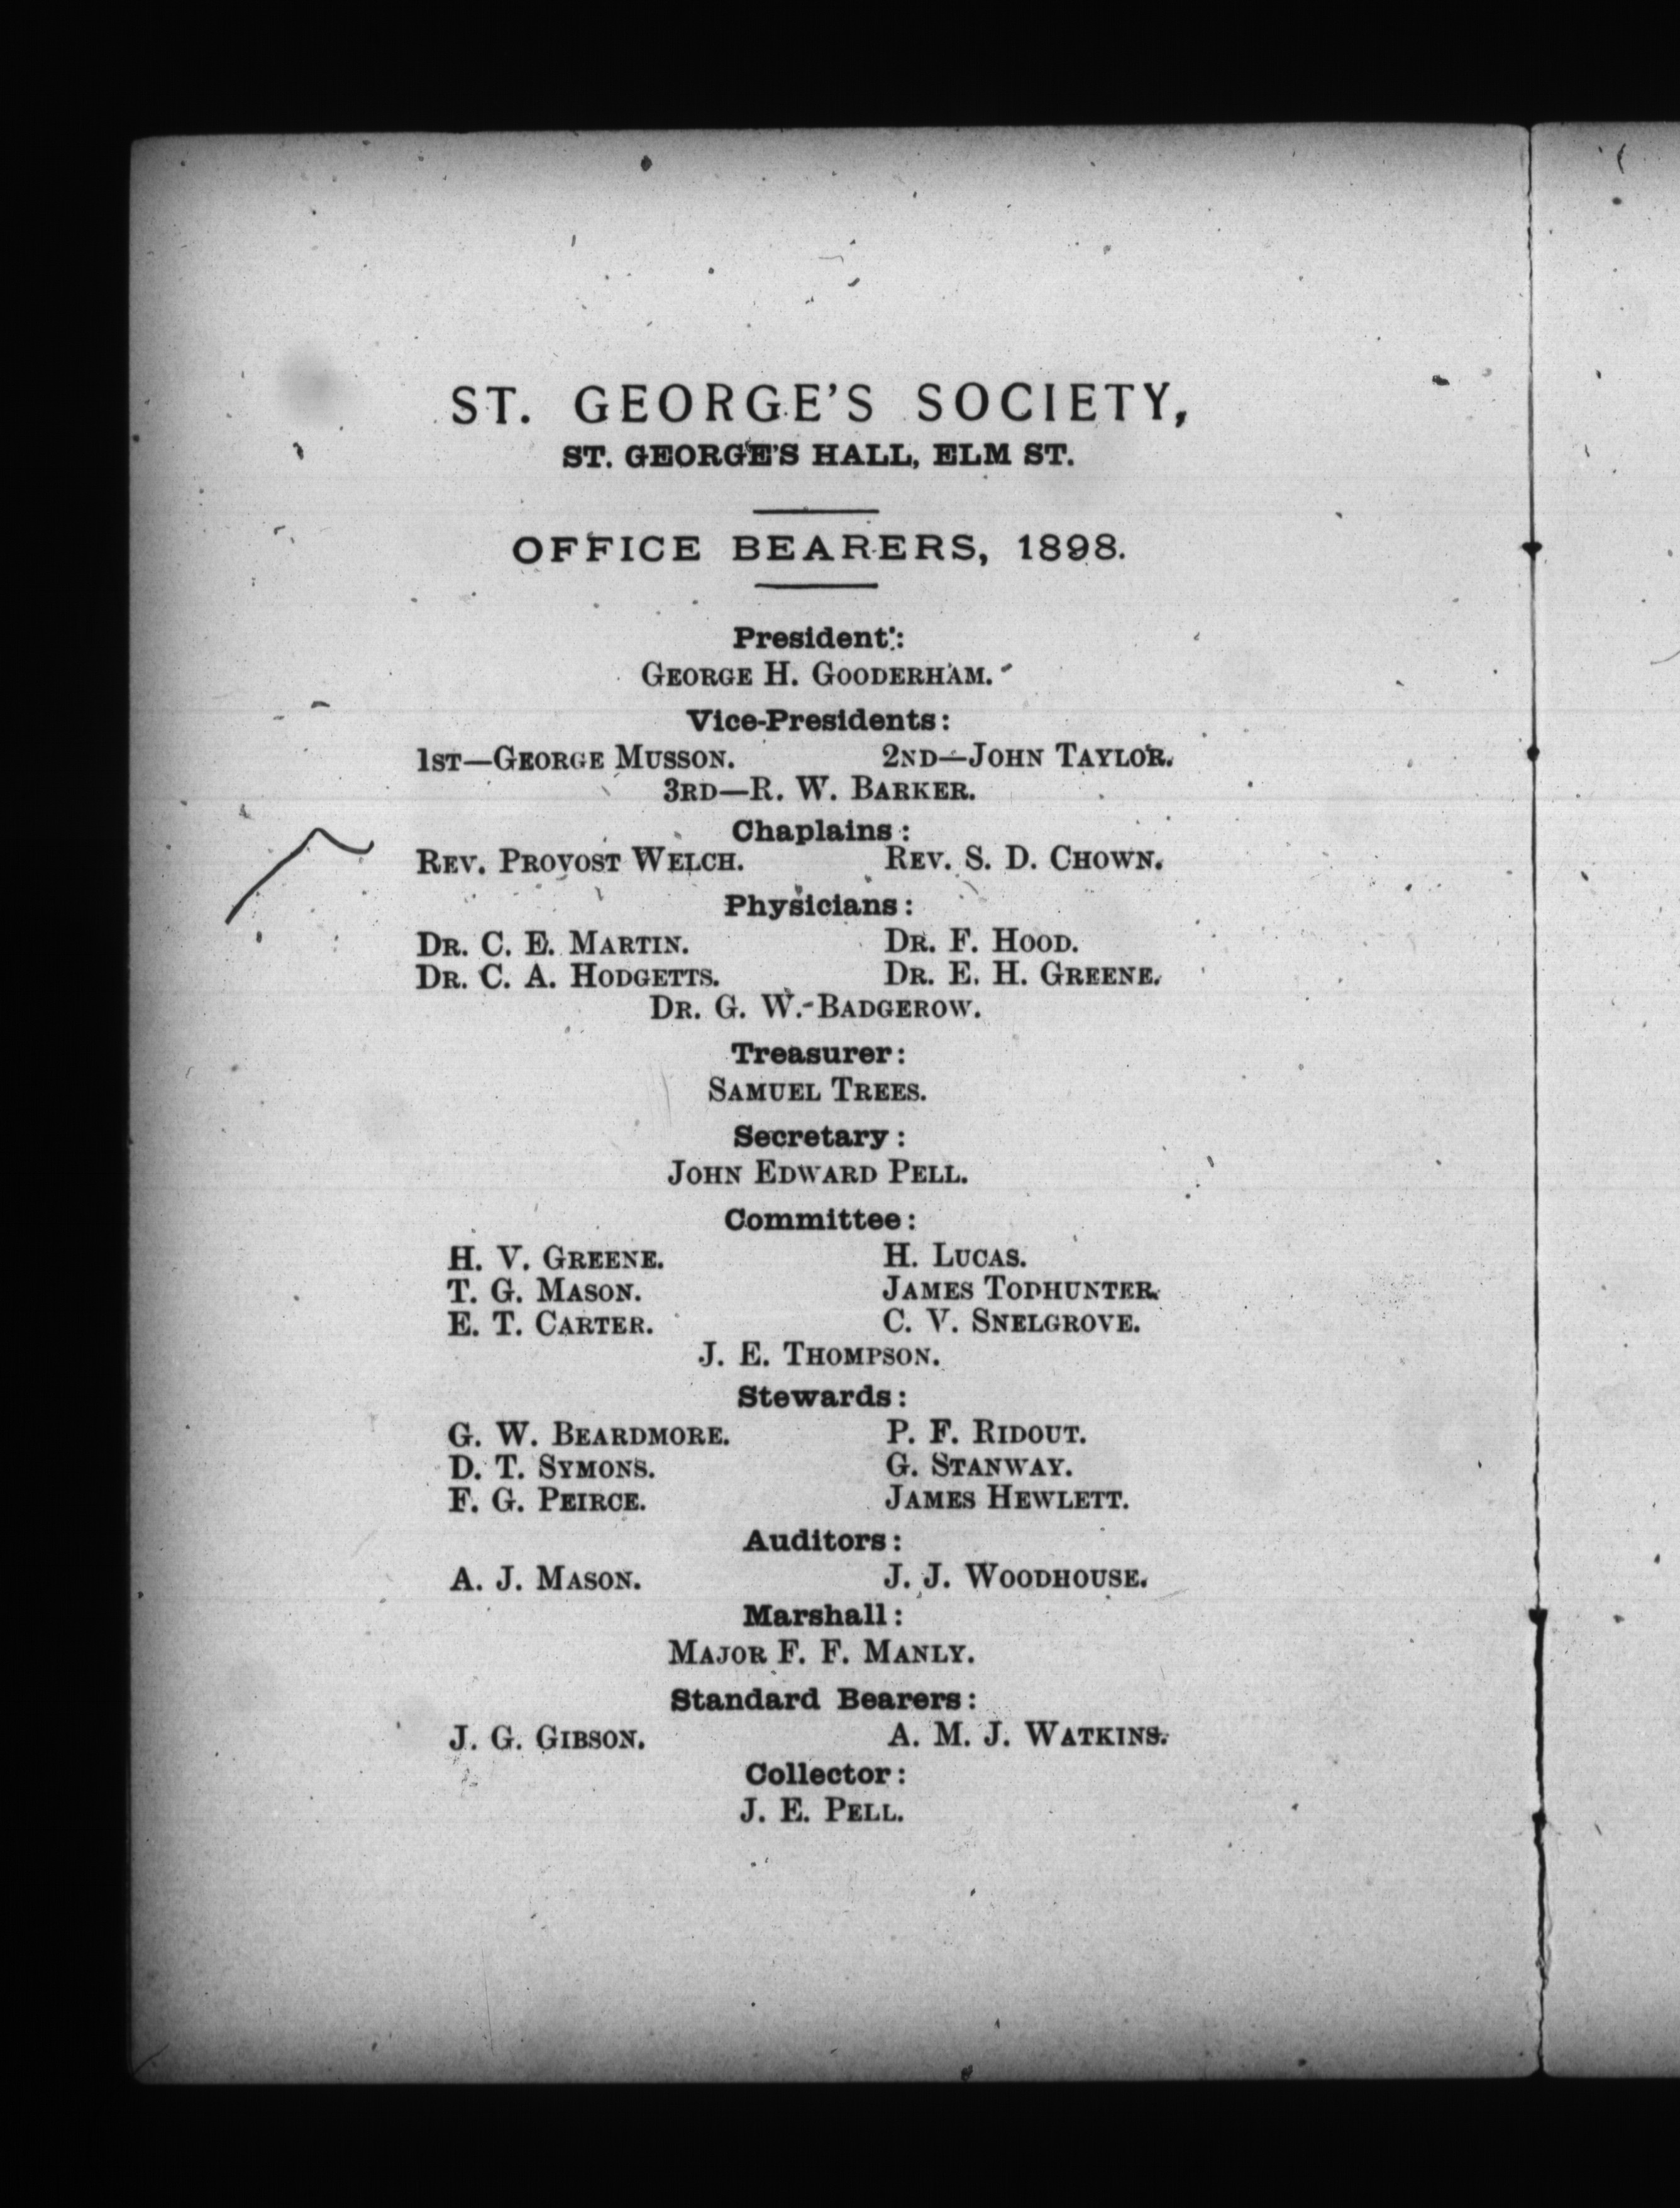 ST. GEORGE'S SOCIETY,
ST. GEORGE'S HALL, ELM ST.
OFFICE BEARERS, 1898.
President:
GEORGE H. GOODERHAM.
Vice-Presidents:
1ST—GEORGE MUSSON. 2ND—JOHN TAYLOR.
3RD—R. W. BARKER.
Chaplains:
REV. PROVOST WELCH. REV. S. D. CHOWN.
Physicians:
DR. C. E. MARTIN. DR. F. HOOD.
DR. C. A. HODGETTS. DR. E. H. GREENE.
DR. G. W. BADGEROW.
Treasurer:
SAMUEL TREES.
Secretary:
JOHN EDWARD PELL.
Committee:
H. V. GREENE. H. LUCAS.
T. G. MASON. JAMES TODHUNTER.
E. T. CARTER. C. V. SNELGROVE.
J. E. THOMPSON.
Stewards:
G. W. BEARDMORE. P. F. RIDOUT.
D. T. SYMONS. G. STANWAY.
F. G. PEIRCE. JAMES HEWLETT.
Auditors:
A. J. MASON. J. J. WOODHOUSE.
Marshall:
MAJOR F. F. MANLY.
Standard Bearers:
J. G. GIBSON. A. M. J. WATKINS.
Collector:
J. E. PELL.